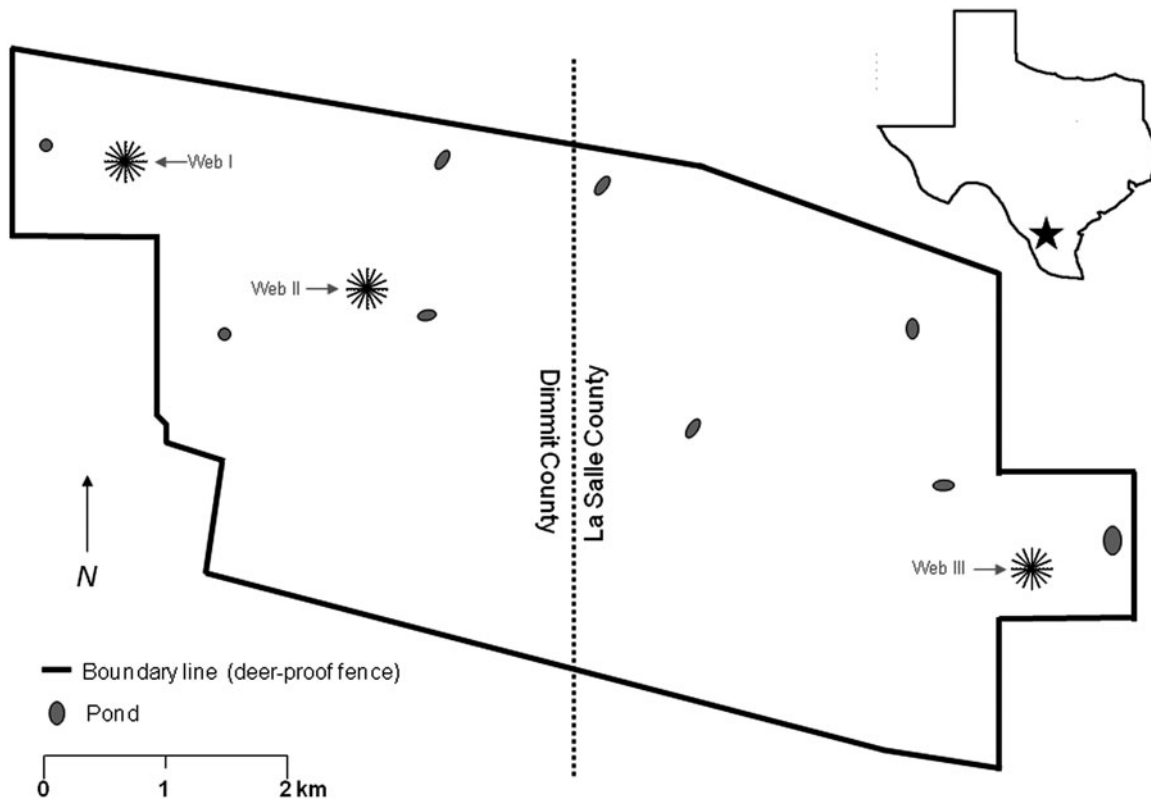 Web I
Web II
Dimmit County
La Salle County
Web III
N
Boundary line (deer-proof fence)
Pond
0 1 2 km